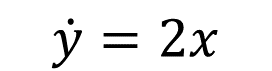 ẏ = 2x